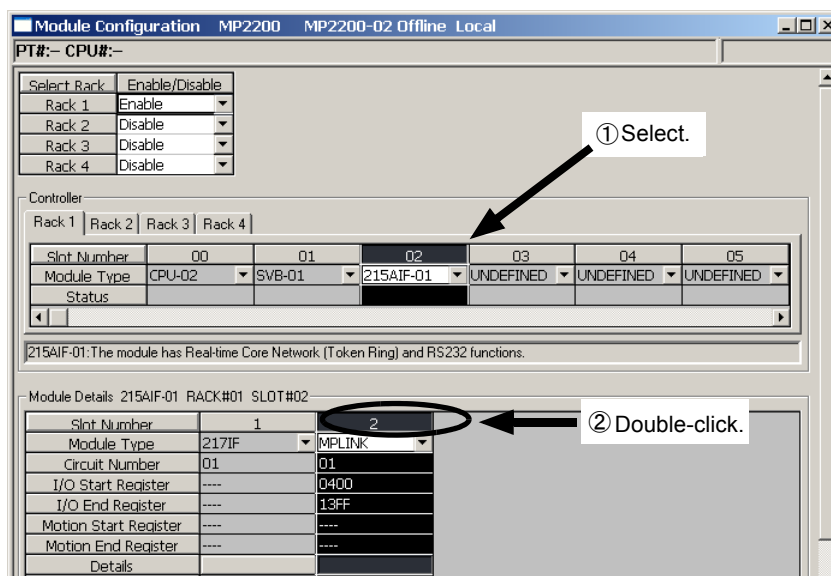 Module Configuration MP2200 MP2200-02 Offline Local
PT#:– CPU#:–
Select Rack Enable/Disable
Rack 1 Enable
Rack 2 Disable
Rack 3 Disable
Rack 4 Disable
①Select.
Controller
Rack 1 Rack 2 Rack 3 Rack 4
Slot Number 00 01 02 03 04 05
Module Type CPU-02 SVB-01 215AIF-01 UNDEFINED UNDEFINED UNDEFINED
Status
215AIF-01:The module has Real-time Core Network (Token Ring) and RS232 functions.
Module Details 215AIF-01 RACK#01 SLOT#02
Slot Number 1 2
②Double-click.
Module Type 217IF MPLINK
Circuit Number 01 01
I/O Start Register ---- 0400
I/O End Register ---- 13FF
Motion Start Register ---- ----
Motion End Register ---- ----
Details